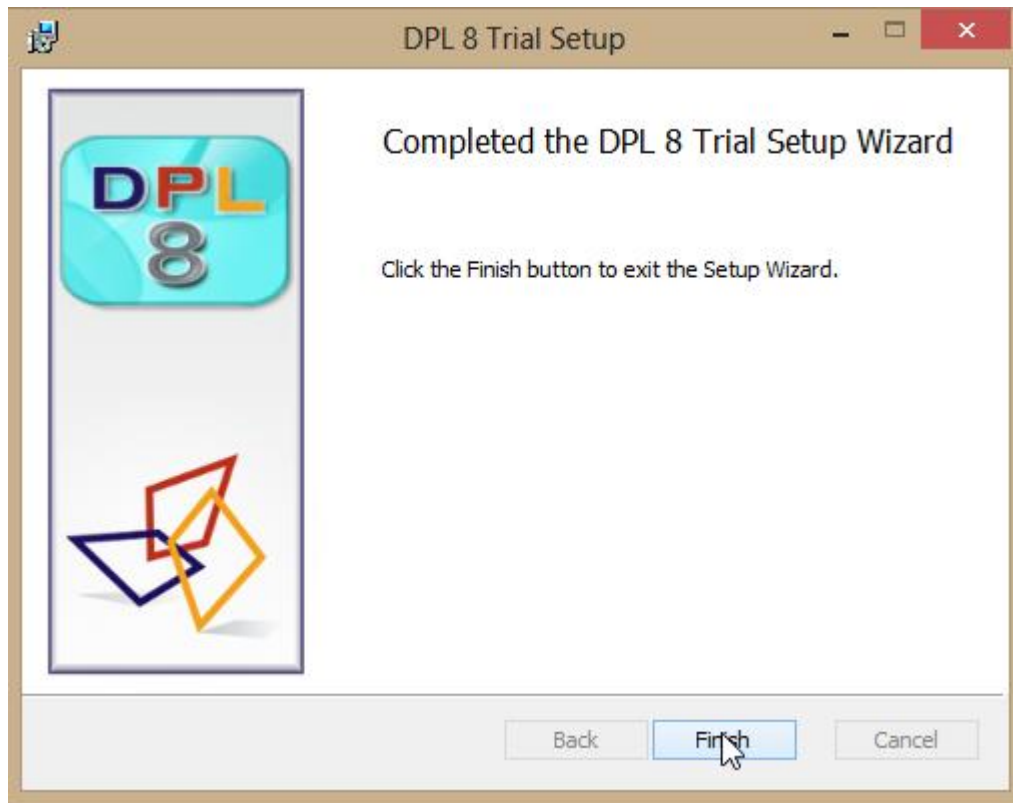 DPL 8 Trial Setup
DPL
8
Completed the DPL 8 Trial Setup Wizard
Click the Finish button to exit the Setup Wizard.
Back
Finish
Cancel